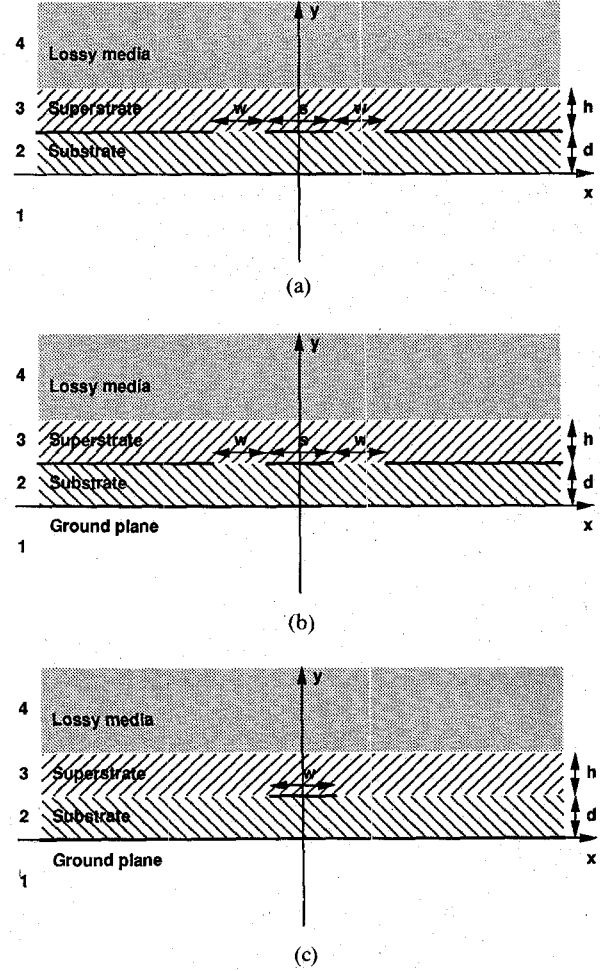 y
4
Lossy media
3
Superstrate
w
s
w
h
2
Substrate
d
x
1
(a)
y
4
Lossy media
3
Superstrate
w
s
w
h
2
Substrate
d
Ground plane
x
1
(b)
y
4
Lossy media
3
Superstrate
w
h
2
Substrate
d
Ground plane
x
1
(c)